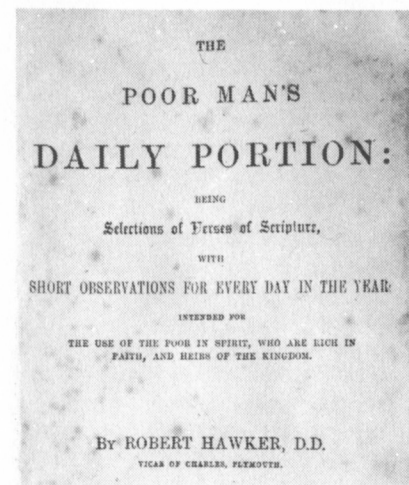 THE
POOR MAN'S
DAILY PORTION:
BEING
Selections of Verses of Scripture,
WITH
SHORT OBSERVATIONS FOR EVERY DAY IN THE YEAR:
INTENDED FOR
THE USE OF THE POOR IN SPIRIT, WHO ARE RICH IN
FAITH, AND HEIRS OF THE KINGDOM.
BY ROBERT HAWKER, D.D.
VICAR OF CHARLES, PLYMOUTH.